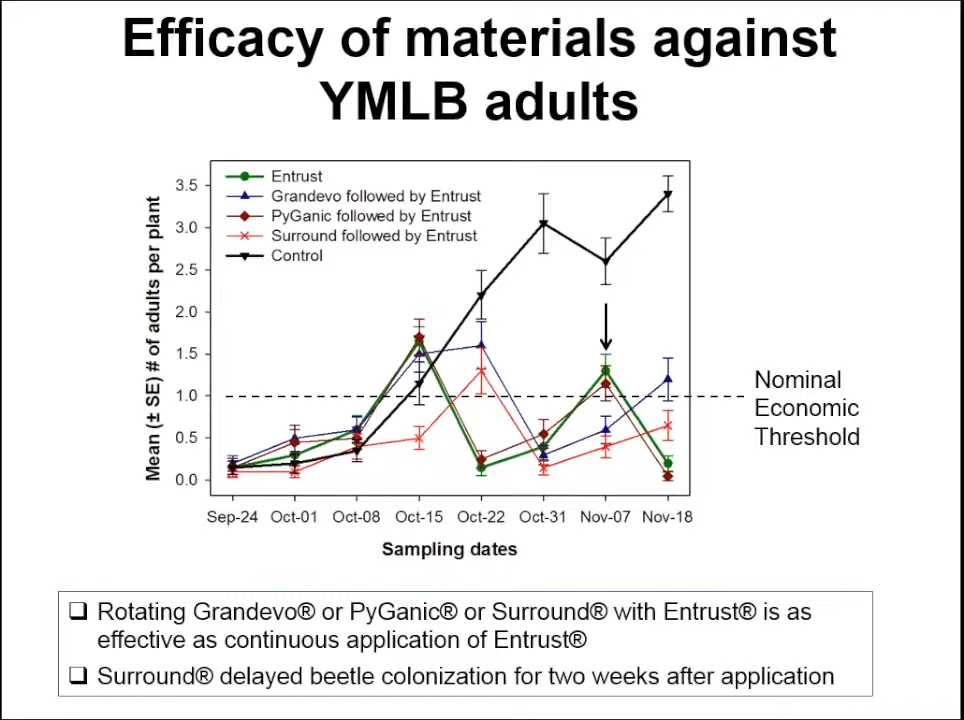 Efficacy of materials against
YMLB adults
Entrust
Grandevo followed by Entrust
PyGanic followed by Entrust
Surround followed by Entrust
Control
Mean (± SE) # of adults per plant
3.5
3.0
2.5
2.0
1.5
1.0
0.5
0.0
Nominal
Economic
Threshold
Sep-24 Oct-01 Oct-08 Oct-15 Oct-22 Oct-31 Nov-07 Nov-18
Sampling dates
❑ Rotating Grandevo® or PyGanic® or Surround® with Entrust® is as
effective as continuous application of Entrust®
❑ Surround® delayed beetle colonization for two weeks after application